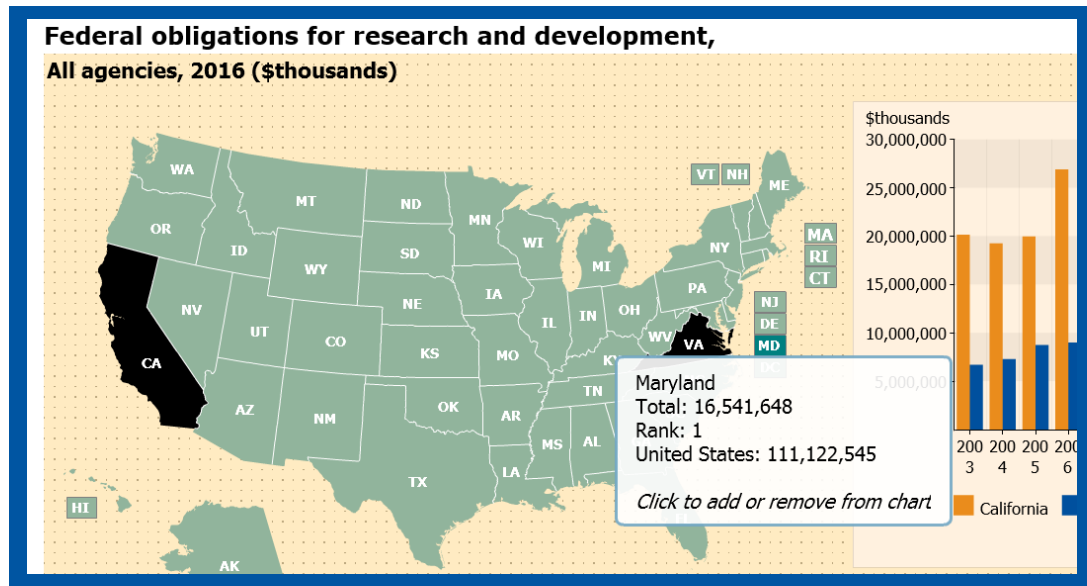 Federal obligations for research and development,
All agencies, 2016 ($thousands)
$thousands
30,000,000
25,000,000
20,000,000
15,000,000
10,000,000
5,000,000
WA
MT
ND
MN
VT
NH
ME
OR
ID
WY
SD
WI
MI
NY
MA
RI
CT
NV
UT
CO
NE
IA
IL
IN
OH
PA
NJ
DE
MD
DC
CA
AZ
NM
KS
MO
WV
VA
OK
AR
TN
MS
AL
TX
LA
HI
AK
Maryland
Total: 16,541,648
Rank: 1
United States: 111,122,545
Click to add or remove from chart
200 200 200 200
3 4 5 6
California